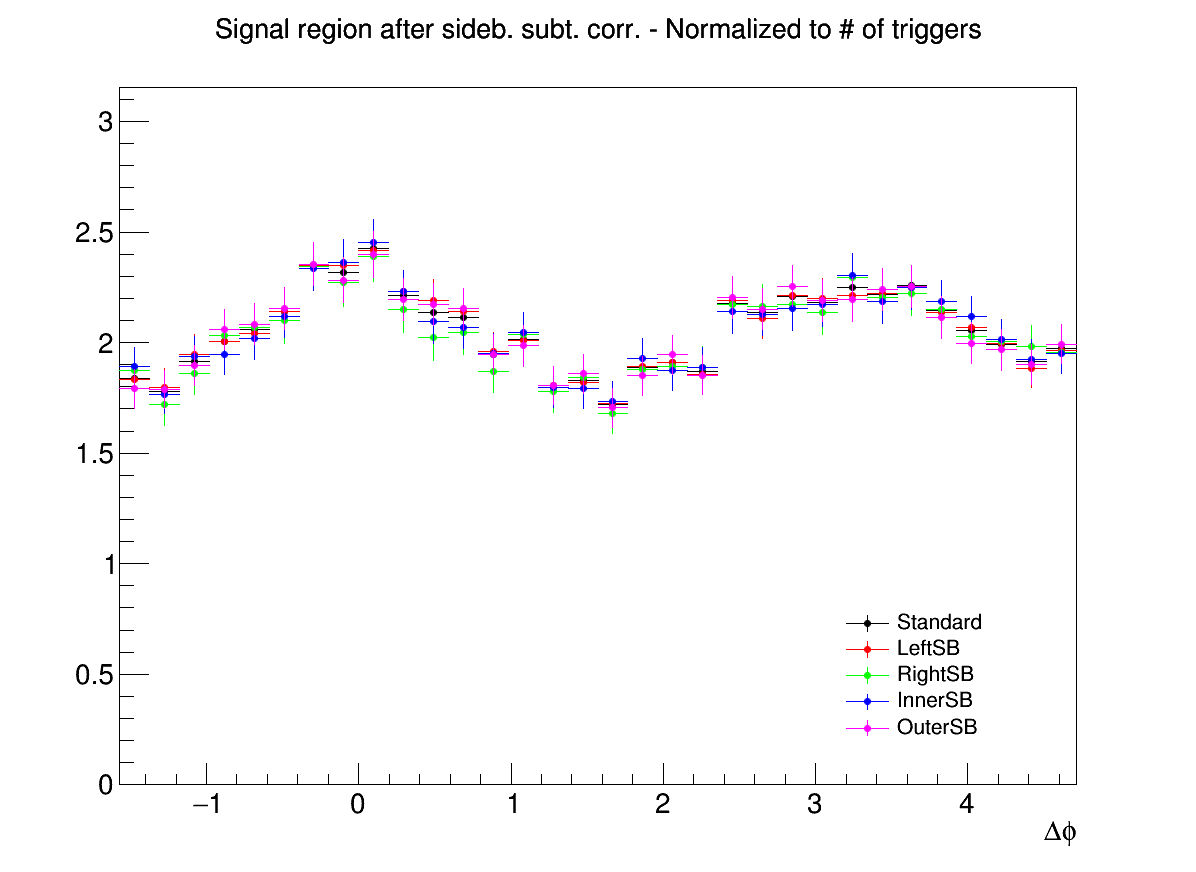 Signal region after sideb. subt. corr. - Normalized to # of triggers
3
2.5
2
1.5
1
0.5
0
−1 0 1 2 3 4
Δϕ
Standard
LeftSB
RightSB
InnerSB
OuterSB